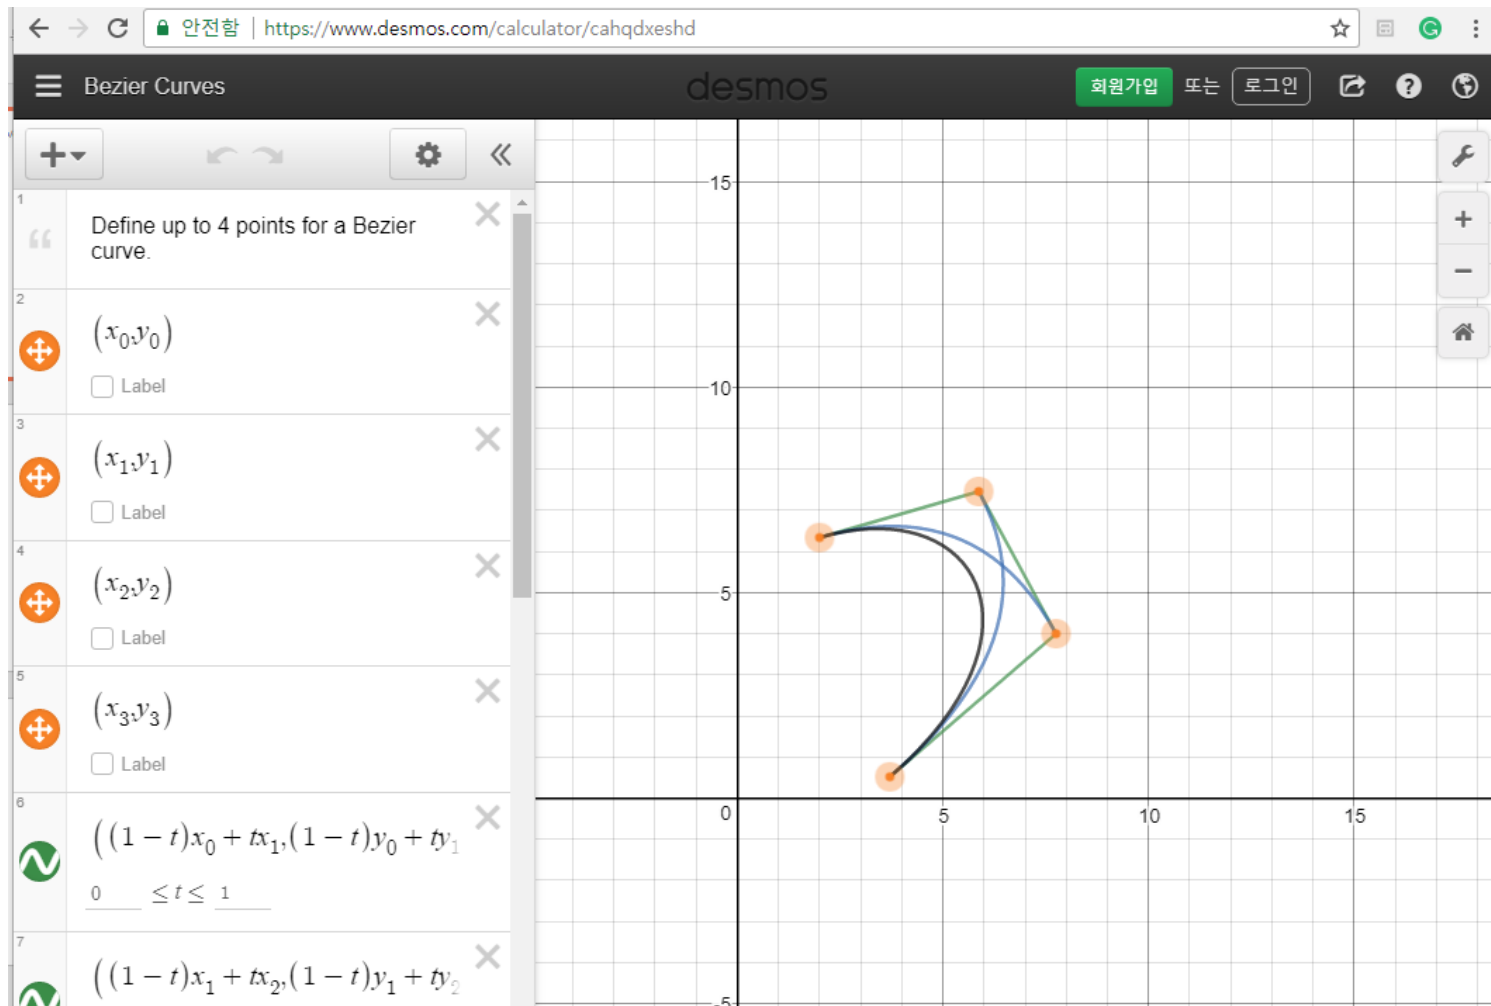 안전함 | https://www.desmos.com/calculator/cahqdxeshd
Bezier Curves
desmos
회원가입 또는 로그인
1
Define up to 4 points for a Bezier
curve.
2
(x₀,y₀)
Label
3
(x₁,y₁)
Label
4
(x₂,y₂)
Label
5
(x₃,y₃)
Label
6
((1 − t)x₀ + tx₁,(1 − t)y₀ + ty₁
0 ≤ t ≤ 1
7
((1 − t)x₁ + tx₂,(1 − t)y₁ + ty₂
15
10
5
0
5
10
15
-5